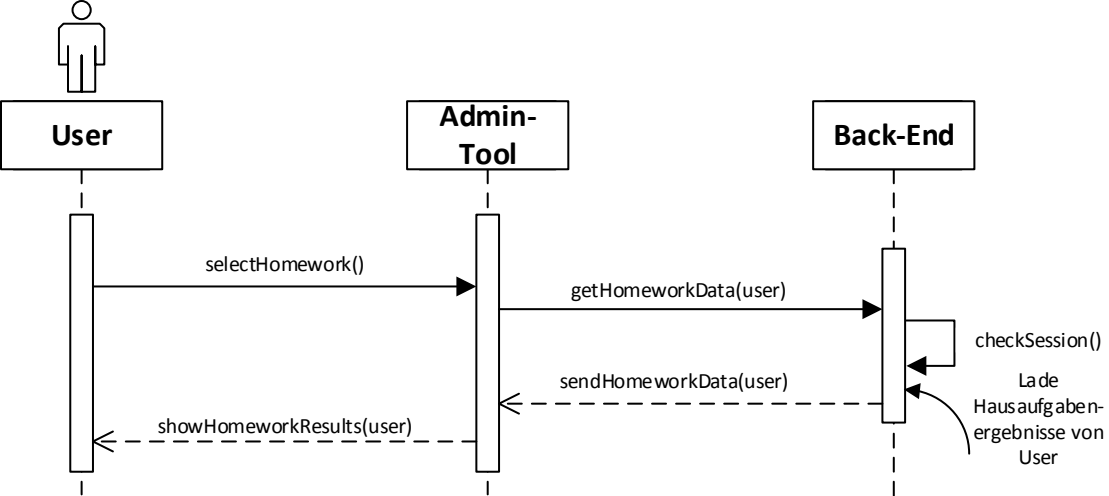 User
Admin-
Tool
Back-End
selectHomework()
getHomeworkData(user)
checkSession()
sendHomeworkData(user)
Lade
Hausaufgaben-
ergebnisse von
User
showHomeworkResults(user)